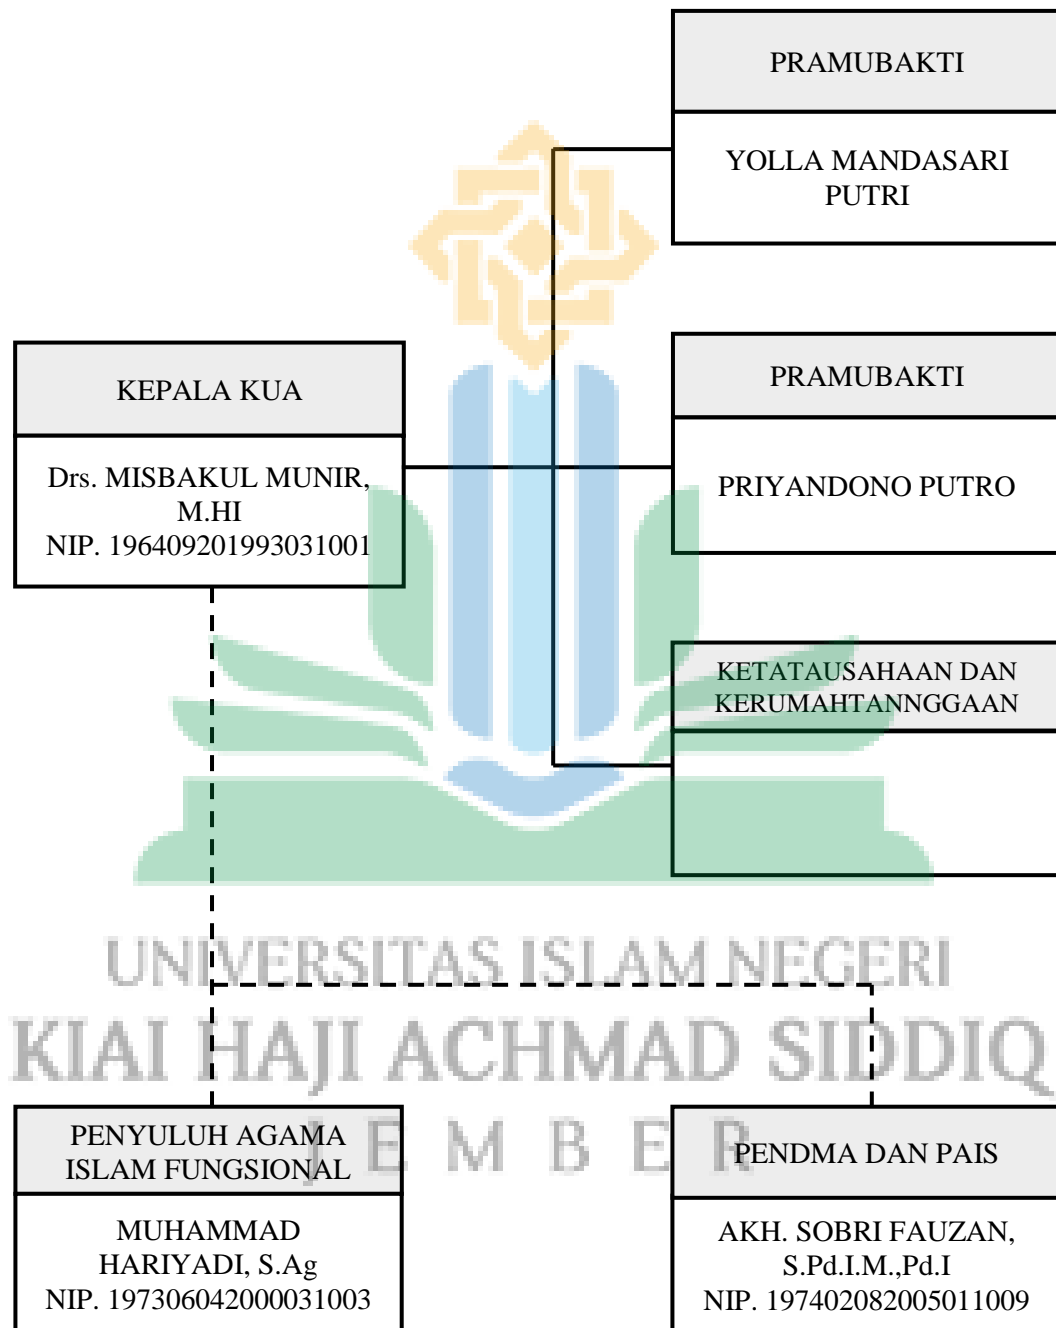 PRAMUBAKTI
YOLLA MANDASARI
PUTRI
KEPALA KUA
Drs. MISBAKUL MUNIR,
M.HI
NIP. 196409201993031001
PRAMUBAKTI
PRIYANDONO PUTRO
KETATAUSAHAAN DAN
KERUMAHTANNGGAAN
UNIVERSITAS ISLAM NEGERI
KIAI HAJI ACHMAD SIDDIQ
J E M B E R
PENYULUH AGAMA
ISLAM FUNGSIONAL
MUHAMMAD
HARIYADI, S.Ag
NIP. 197306042000031003
PENDMA DAN PAIS
AKH. SOBRI FAUZAN,
S.Pd.I.M.,Pd.I
NIP. 197402082005011009